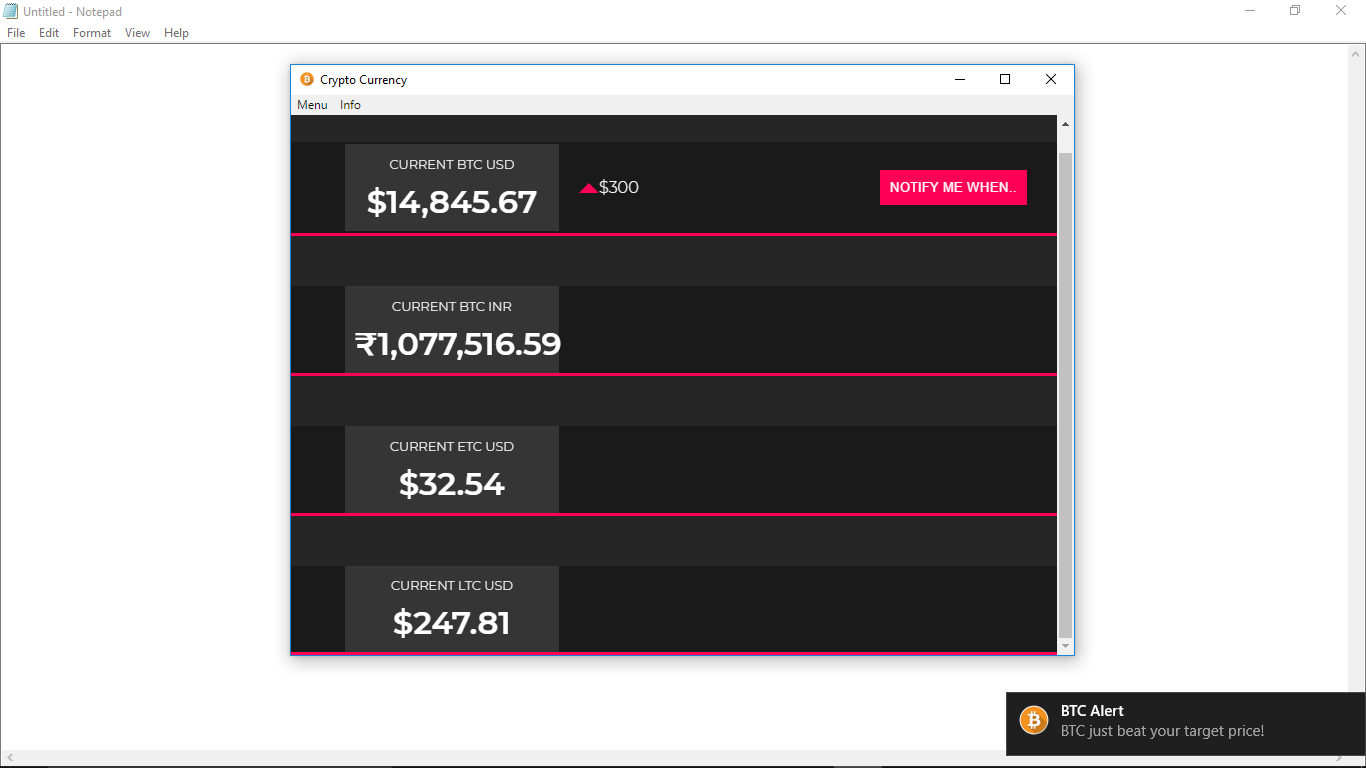 Untitled - Notepad
File Edit Format View Help
Crypto Currency
Menu Info
CURRENT BTC USD
$14,845.67
$300
NOTIFY ME WHEN..
CURRENT BTC INR
₹1,077,516.59
CURRENT ETC USD
$32.54
CURRENT LTC USD
$247.81
BTC Alert
BTC just beat your target price!